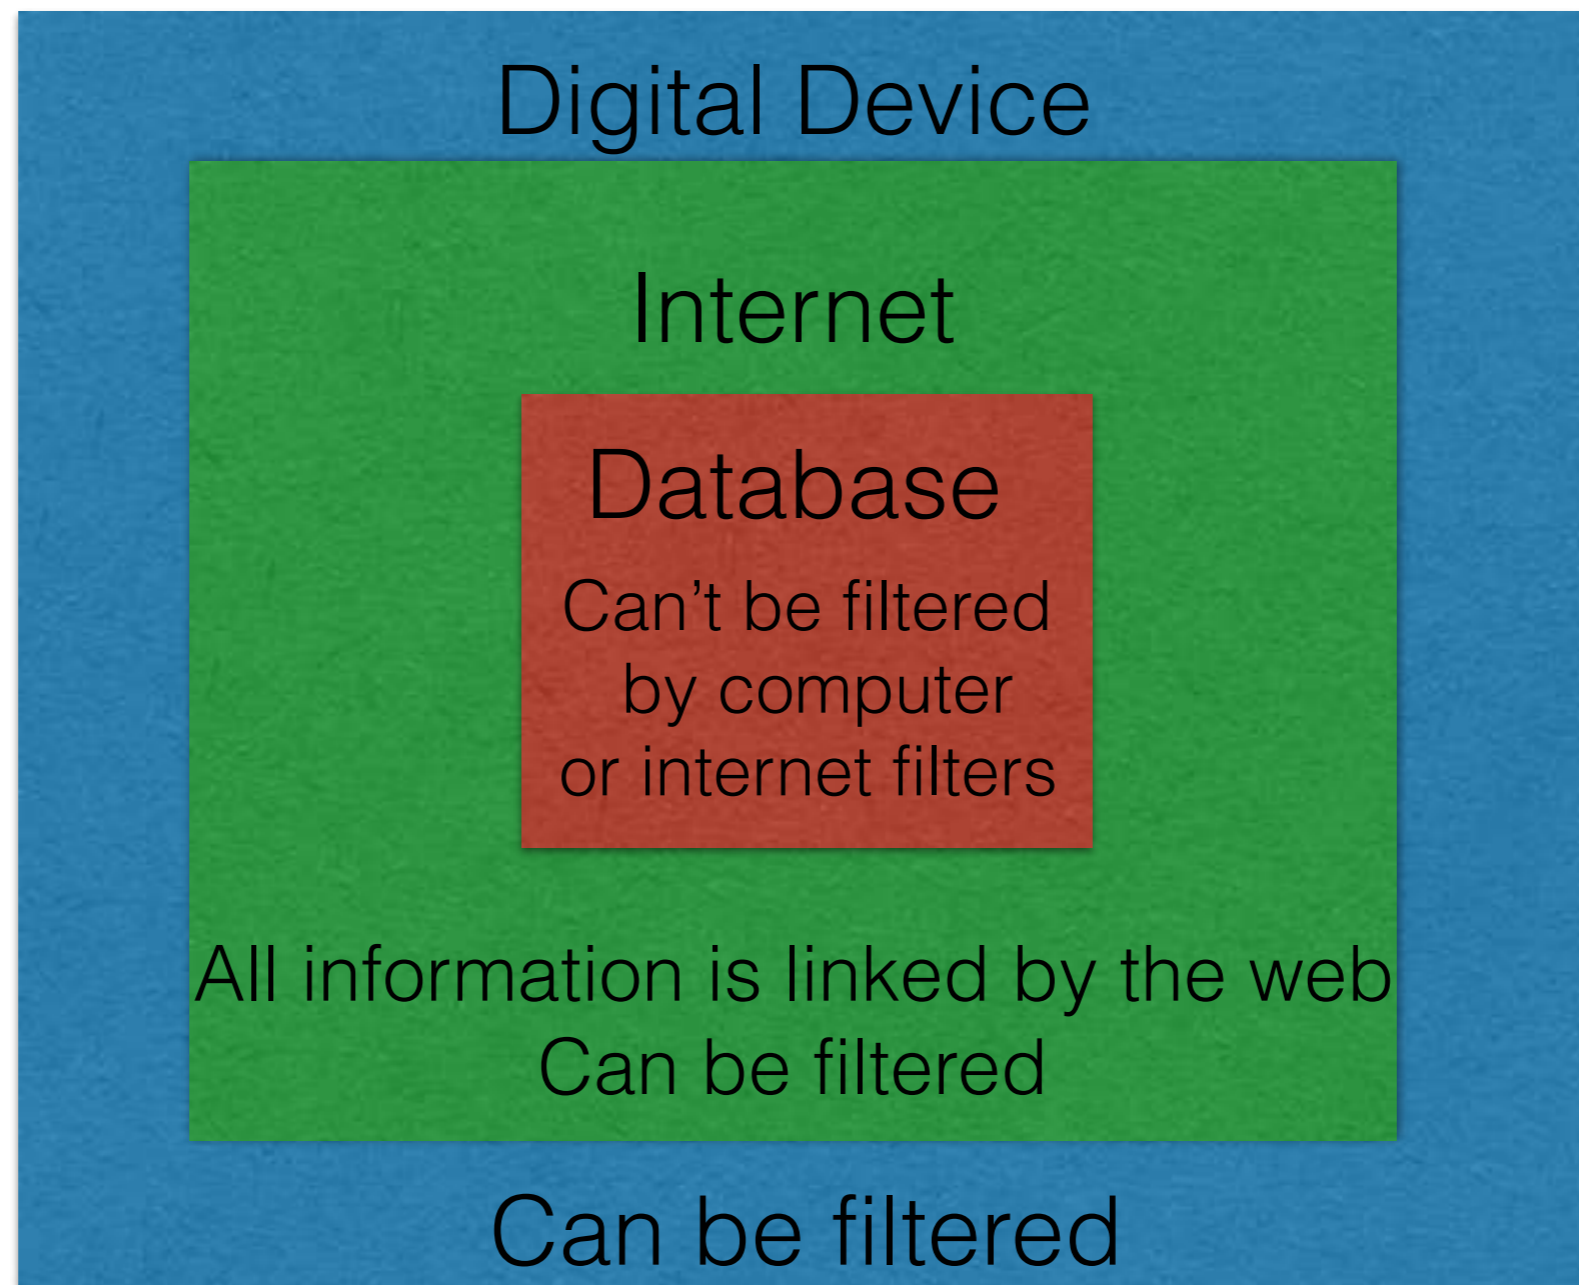 Digital Device
Internet
Database
Can’t be filtered
by computer
or internet filters
All information is linked by the web
Can be filtered
Can be filtered